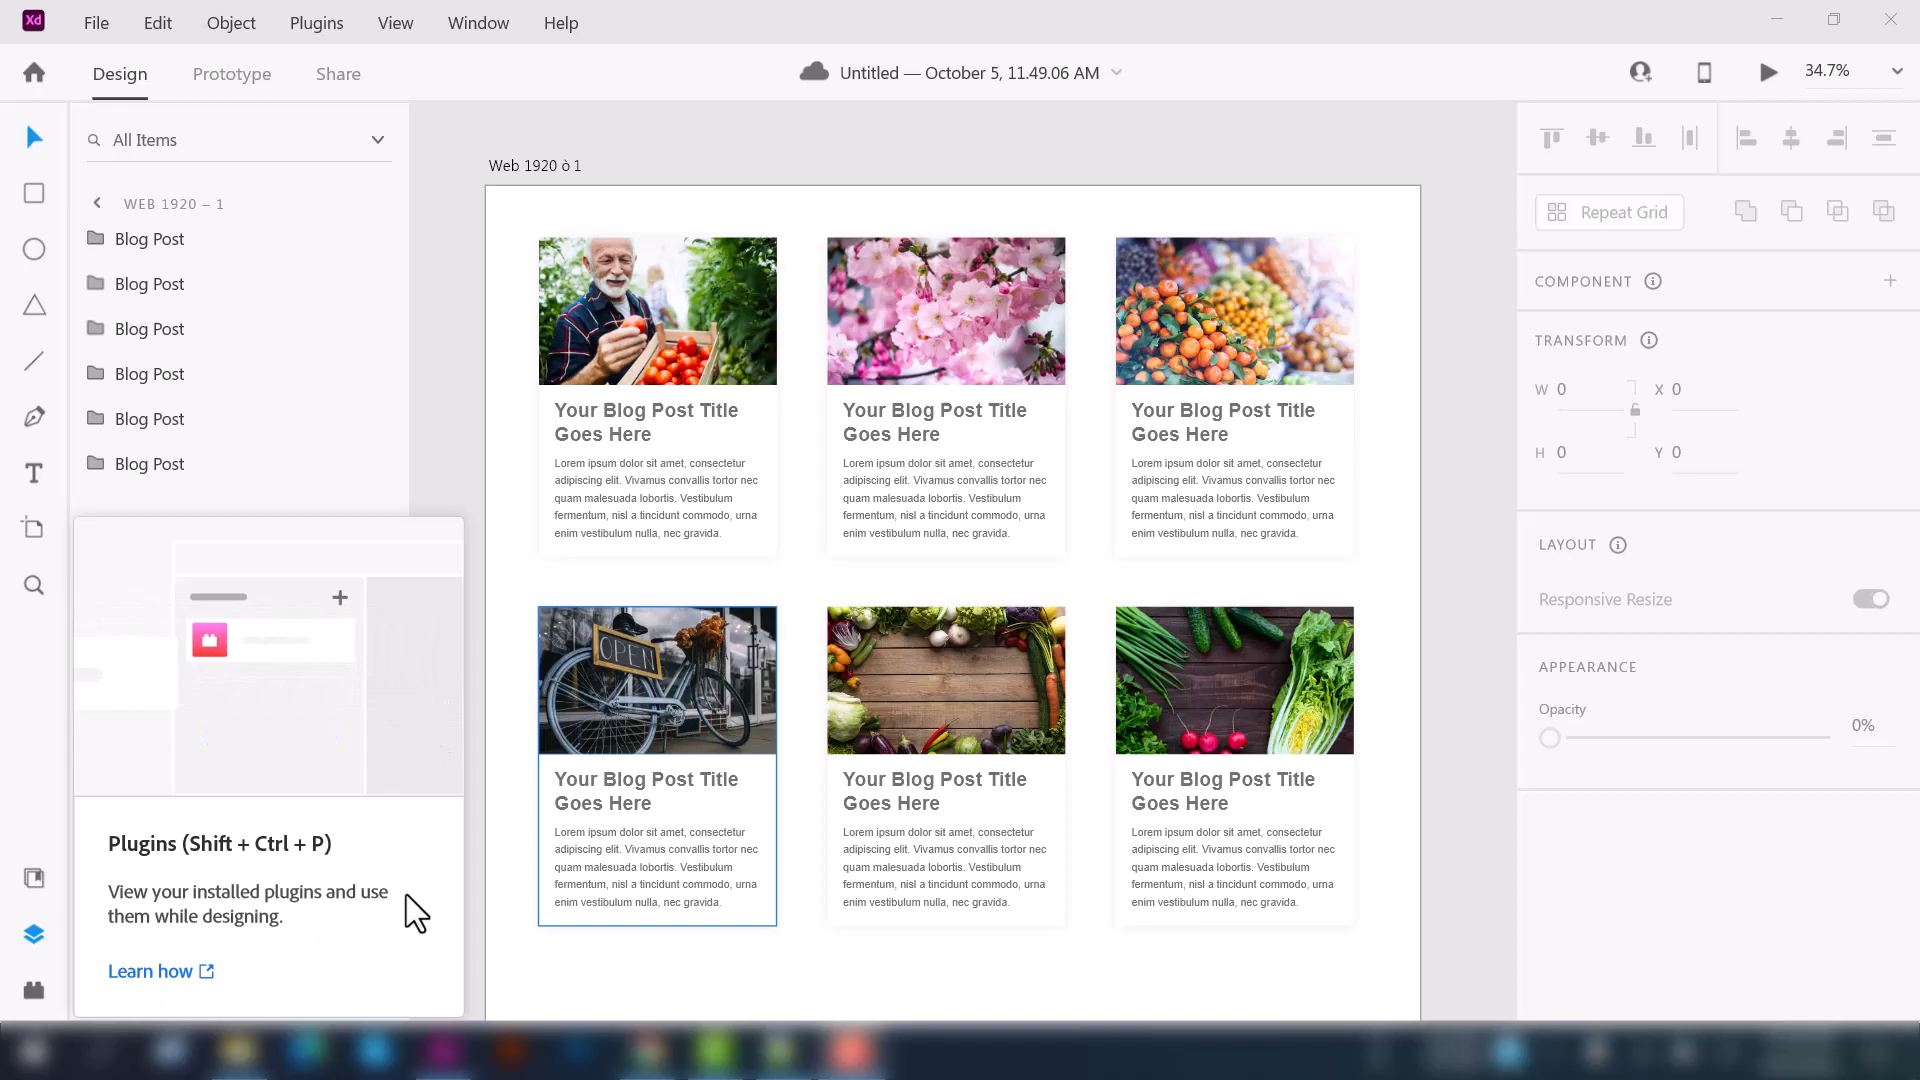 Xd File Edit Object Plugins View Window Help
Design Prototype Share Untitled — October 5, 11.49.06 AM 34.7%
All Items
WEB 1920 – 1
Blog Post
Blog Post
Blog Post
Blog Post
Blog Post
Blog Post
Plugins (Shift + Ctrl + P)
View your installed plugins and use
them while designing.
Learn how
Web 1920 ò 1
Your Blog Post Title
Goes Here
Lorem ipsum dolor sit amet, consectetur
adipiscing elit. Vivamus convallis tortor nec
quam malesuada lobortis. Vestibulum
fermentum, nisl a tincidunt commodo, urna
enim vestibulum nulla, nec gravida.
Your Blog Post Title
Goes Here
Lorem ipsum dolor sit amet, consectetur
adipiscing elit. Vivamus convallis tortor nec
quam malesuada lobortis. Vestibulum
fermentum, nisl a tincidunt commodo, urna
enim vestibulum nulla, nec gravida.
Your Blog Post Title
Goes Here
Lorem ipsum dolor sit amet, consectetur
adipiscing elit. Vivamus convallis tortor nec
quam malesuada lobortis. Vestibulum
fermentum, nisl a tincidunt commodo, urna
enim vestibulum nulla, nec gravida.
OPEN
Your Blog Post Title
Goes Here
Lorem ipsum dolor sit amet, consectetur
adipiscing elit. Vivamus convallis tortor nec
quam malesuada lobortis. Vestibulum
fermentum, nisl a tincidunt commodo, urna
enim vestibulum nulla, nec gravida.
Your Blog Post Title
Goes Here
Lorem ipsum dolor sit amet, consectetur
adipiscing elit. Vivamus convallis tortor nec
quam malesuada lobortis. Vestibulum
fermentum, nisl a tincidunt commodo, urna
enim vestibulum nulla, nec gravida.
Your Blog Post Title
Goes Here
Lorem ipsum dolor sit amet, consectetur
adipiscing elit. Vivamus convallis tortor nec
quam malesuada lobortis. Vestibulum
fermentum, nisl a tincidunt commodo, urna
enim vestibulum nulla, nec gravida.
Repeat Grid
COMPONENT
TRANSFORM
W 0 X 0
H 0 Y 0
LAYOUT
Responsive Resize
APPEARANCE
Opacity
0%